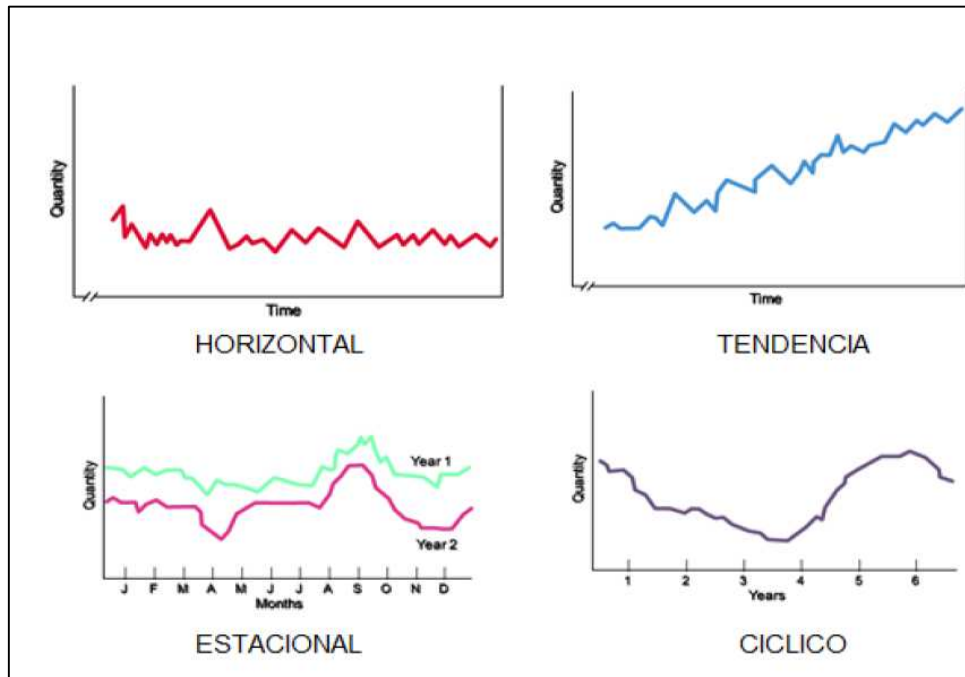 Quantity
Time
HORIZONTAL
Quantity
Time
TENDENCIA
Quantity
Year 1
Year 2
J F M A M J J A S O N D
Months
ESTACIONAL
Quantity
1 2 3 4 5 6
Years
CICLICO